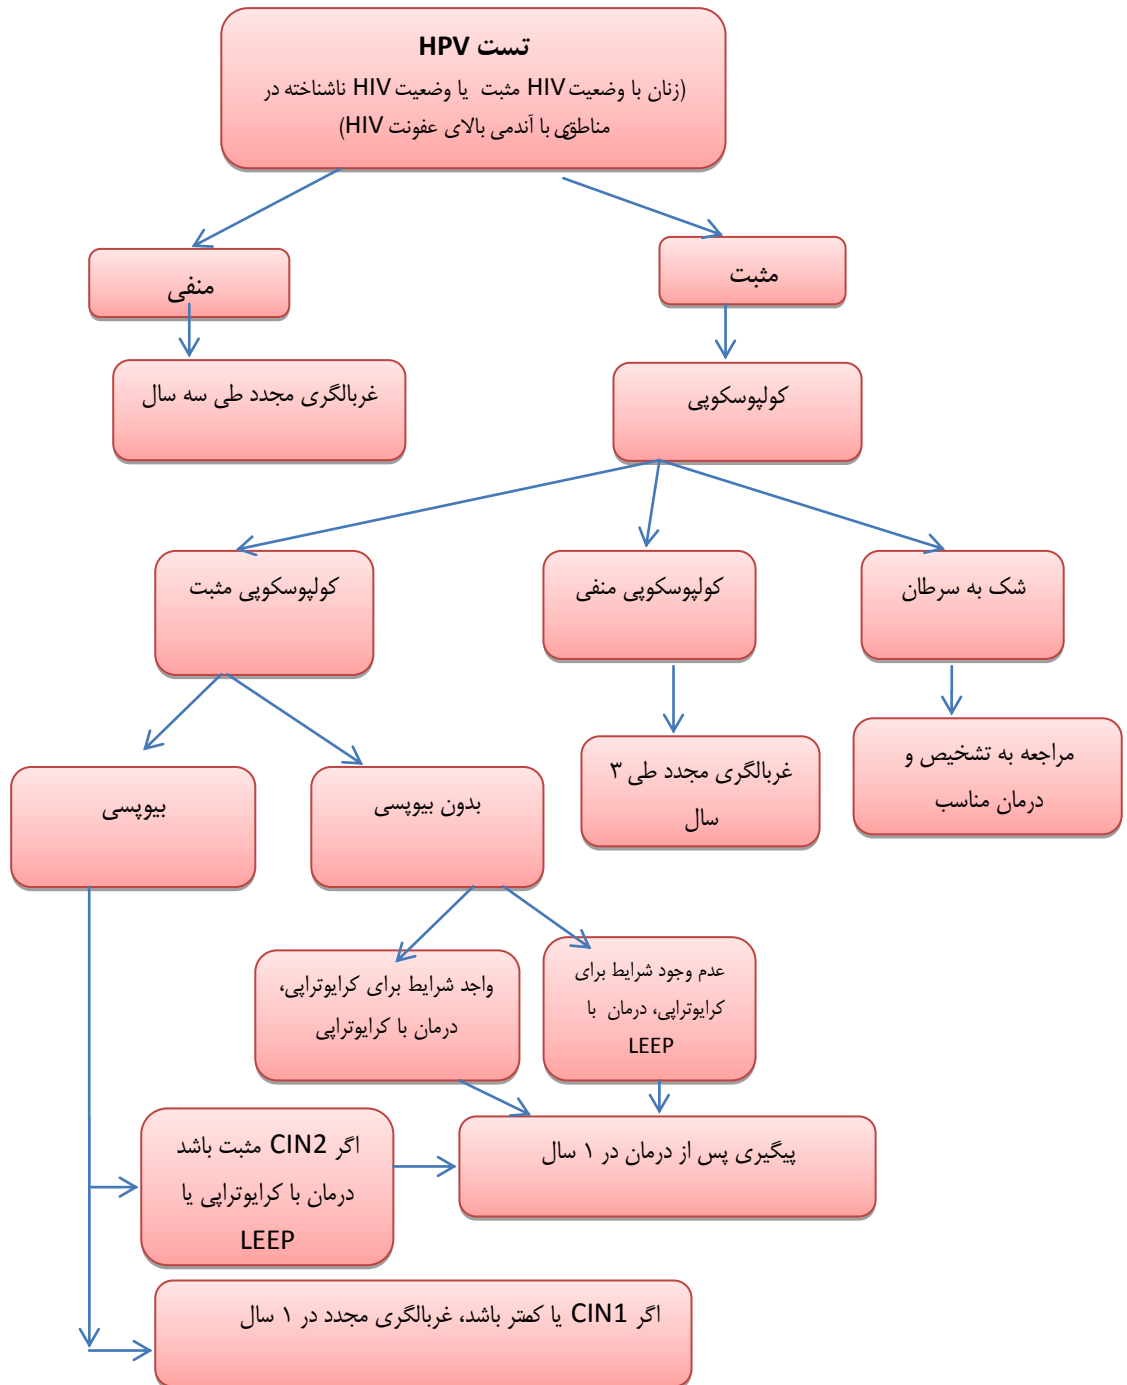 تست HPV
(زنان با وضعیت HIV مثبت یا وضعیت HIV ناشناخته در
مناطقی با آندمی بالای عفونت HIV)
مثبت
منفی
کولپوسکوپی
غربالگری مجدد طی سه سال
شک به سرطان
کولپوسکوپی منفی
کولپوسکوپی مثبت
مراجعه به تشخیص و
درمان مناسب
غربالگری مجدد طی ۳
سال
بدون بیوپسی
بیوپسی
عدم وجود شرایط برای
کرایوتراپی، درمان با
LEEP
واجد شرایط برای کرایوتراپی،
درمان با کرایوتراپی
پیگیری پس از درمان در ۱ سال
اگر CIN2 مثبت باشد
درمان با کرایوتراپی یا
LEEP
اگر CIN1 یا کمتر باشد، غربالگری مجدد در ۱ سال